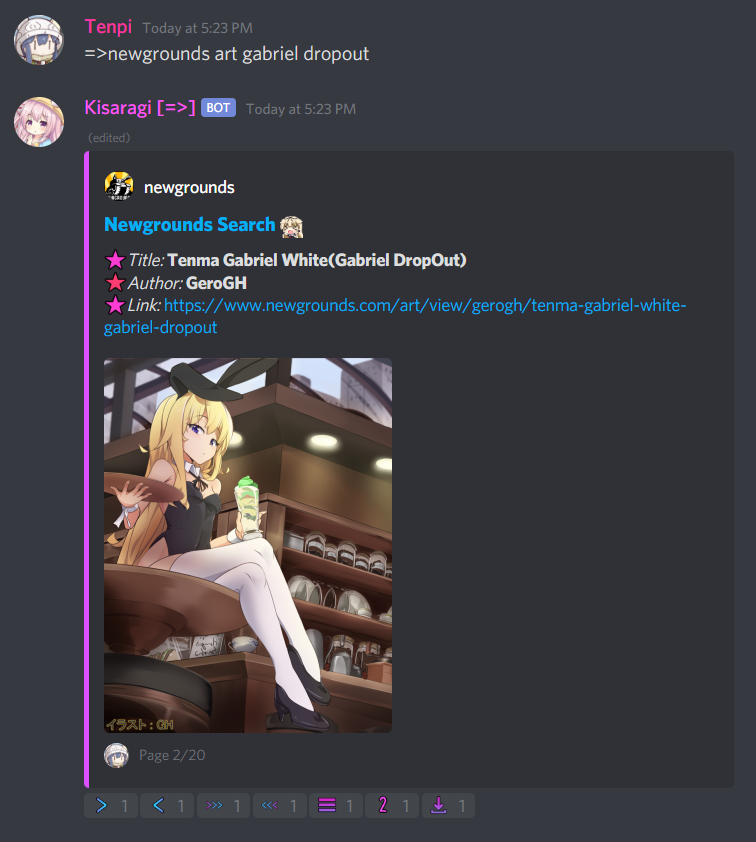 Tenpi Today at 5:23 PM
=>newgrounds art gabriel dropout
Kisaragi [=>] BOT Today at 5:23 PM
(edited)
newgrounds
Newgrounds Search
Title: Tenma Gabriel White(Gabriel DropOut)
Author: GeroGH
Link: https://www.newgrounds.com/art/view/gerogh/tenma-gabriel-white-
gabriel-dropout
イラスト：GH
Page 2/20
> 1 < 1 >>> 1 <<< 1 1 2 1 1